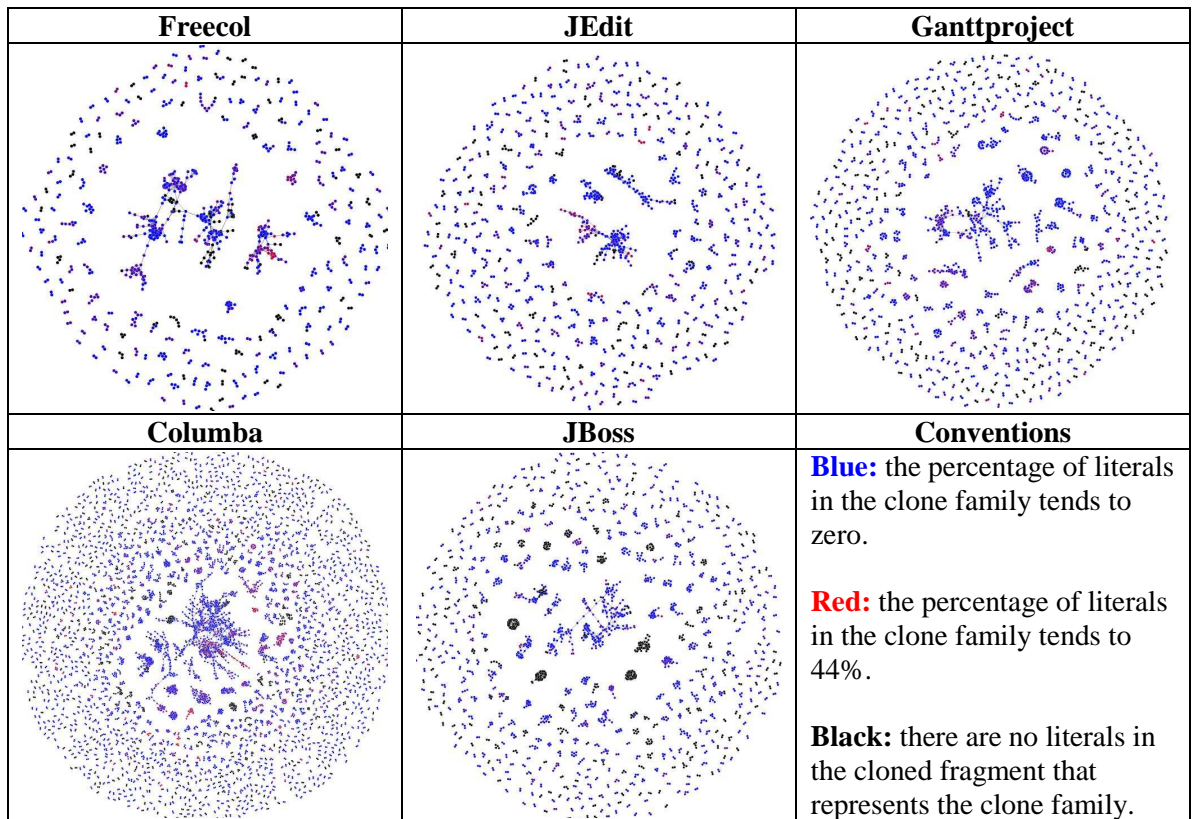 Freecol
JEdit
Ganttproject
Columba
JBoss
Conventions
Blue: the percentage of literals
in the clone family tends to
zero.
Red: the percentage of literals
in the clone family tends to
44%.
Black: there are no literals in
the cloned fragment that
represents the clone family.